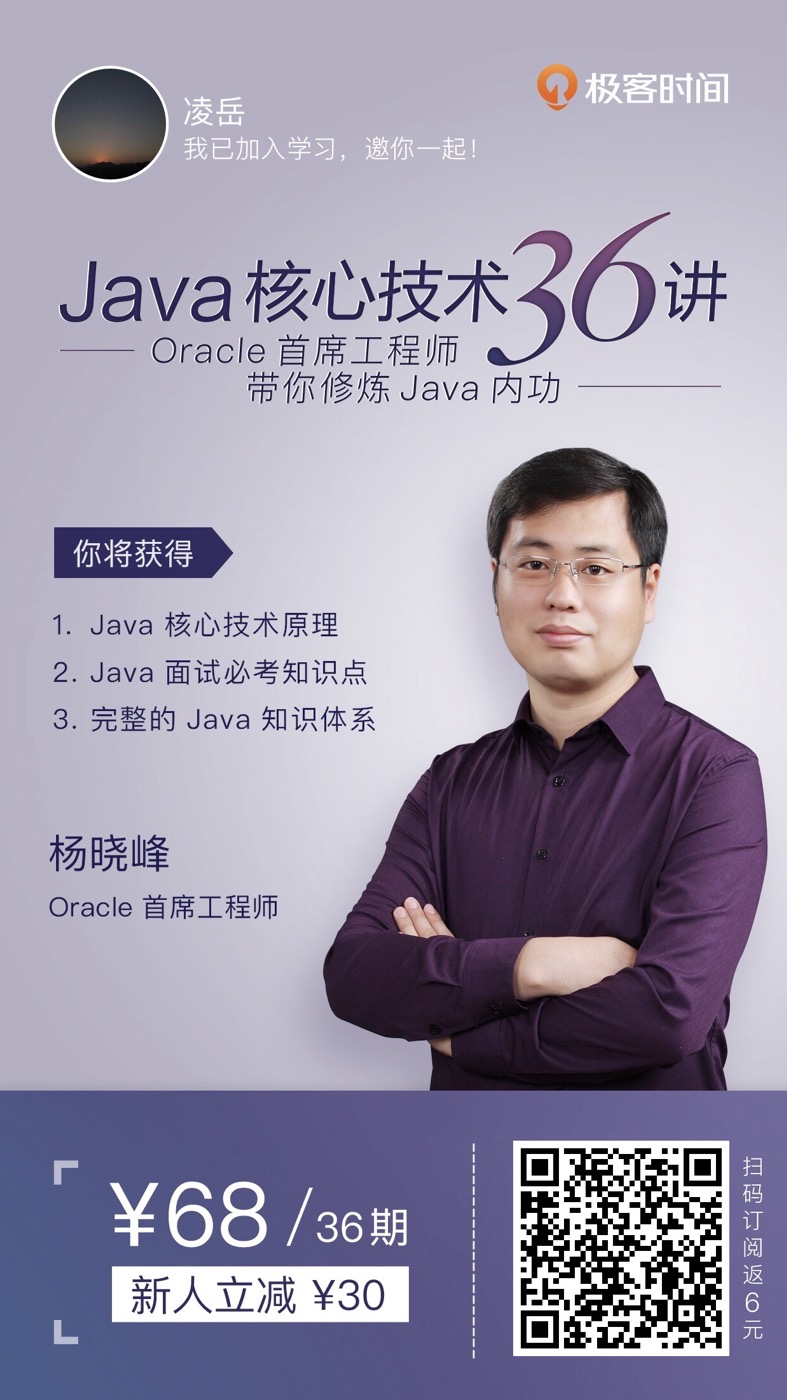 凌岳
我已加入学习，邀你一起！
极客时间
Java 核心技术36讲
Oracle 首席工程师
带你修炼 Java 内功
你将获得
1. Java 核心技术原理
2. Java 面试必考知识点
3. 完整的 Java 知识体系
杨晓峰
Oracle 首席工程师
¥68/36期
新人立减 ¥30
扫码订阅返6元